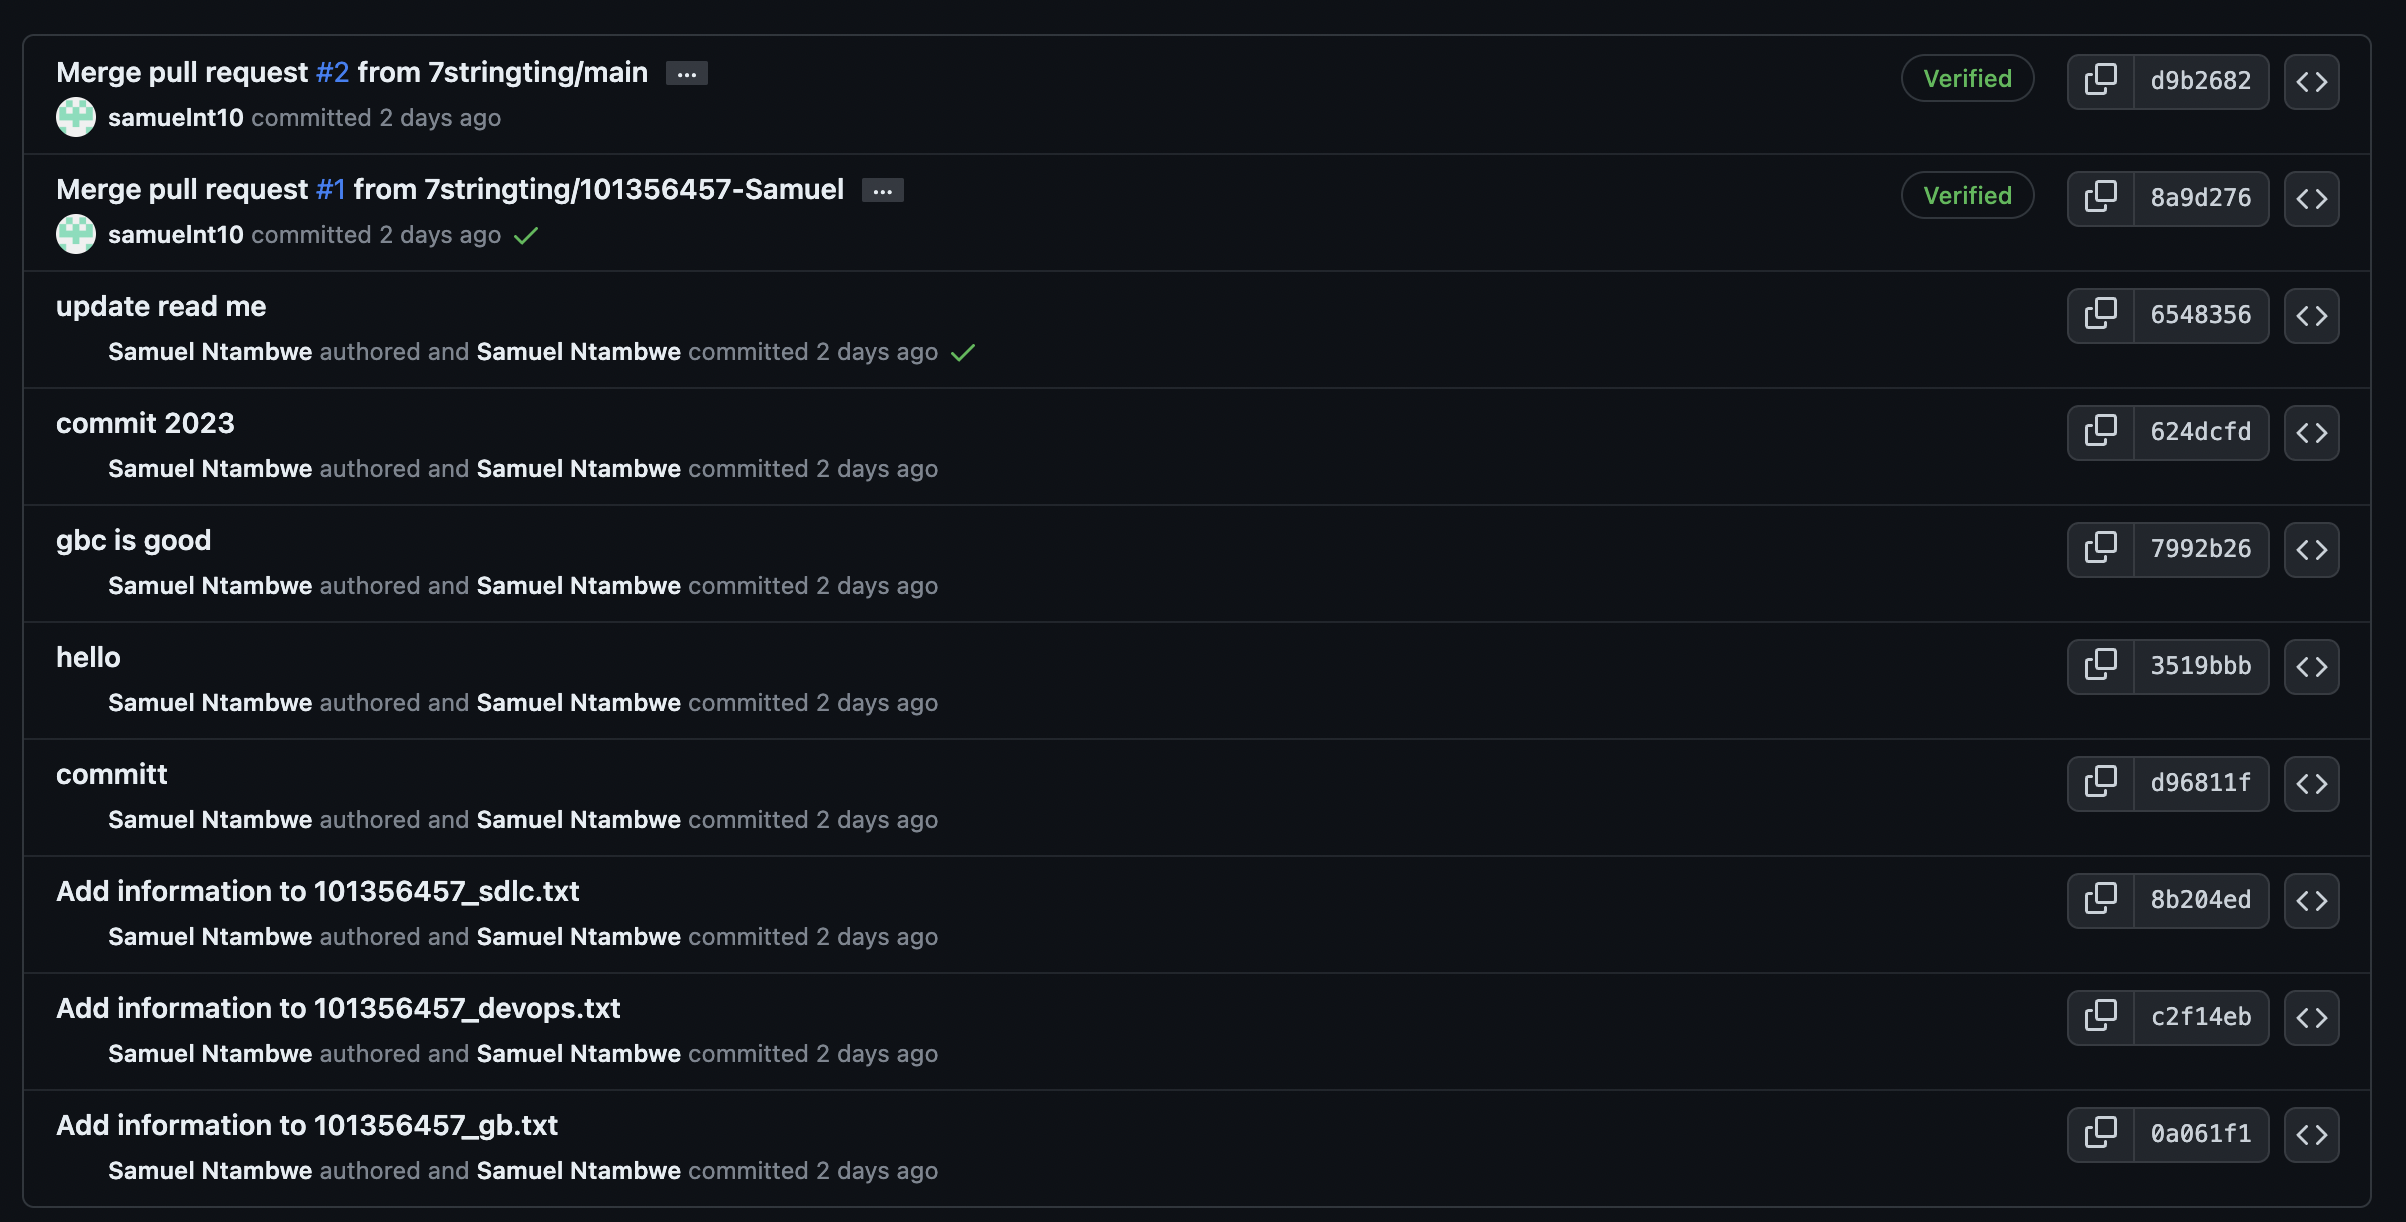 Merge pull request #2 from 7stringting/main ...
Verified
d9b2682
samuelnt10 committed 2 days ago
Merge pull request #1 from 7stringting/101356457-Samuel ...
Verified
8a9d276
samuelnt10 committed 2 days ago
update read me
6548356
Samuel Ntambwe authored and Samuel Ntambwe committed 2 days ago
commit 2023
624dcfd
Samuel Ntambwe authored and Samuel Ntambwe committed 2 days ago
gbc is good
7992b26
Samuel Ntambwe authored and Samuel Ntambwe committed 2 days ago
hello
3519bbb
Samuel Ntambwe authored and Samuel Ntambwe committed 2 days ago
committ
d96811f
Samuel Ntambwe authored and Samuel Ntambwe committed 2 days ago
Add information to 101356457_sdlc.txt
8b204ed
Samuel Ntambwe authored and Samuel Ntambwe committed 2 days ago
Add information to 101356457_devops.txt
c2f14eb
Samuel Ntambwe authored and Samuel Ntambwe committed 2 days ago
Add information to 101356457_gb.txt
0a061f1
Samuel Ntambwe authored and Samuel Ntambwe committed 2 days ago